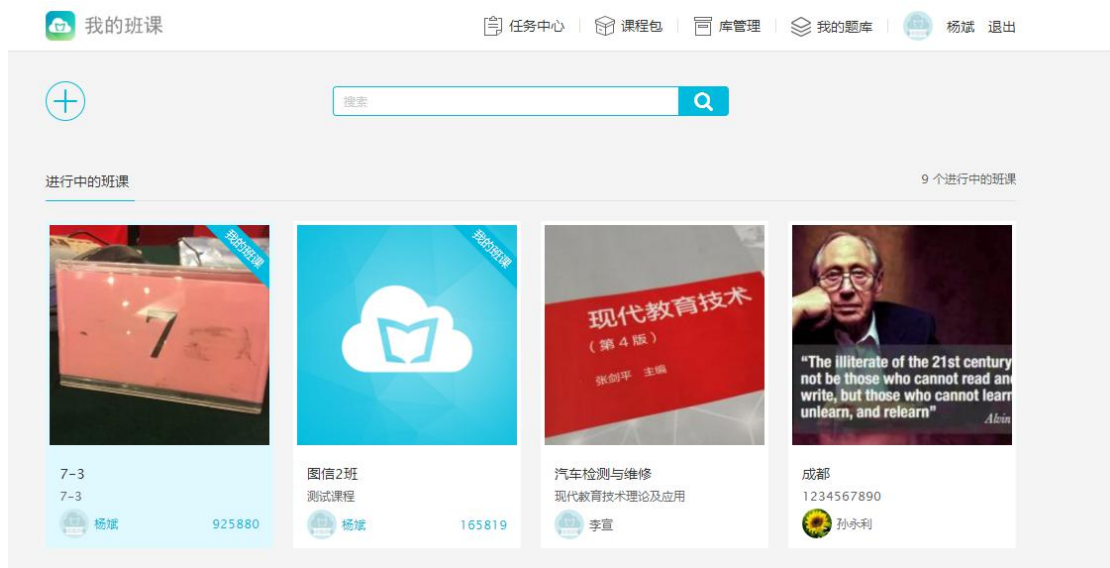 我的班课
任务中心
课程包
库管理
我的题库
杨斌
退出
搜索
进行中的班课
9 个进行中的班课
我的班课
7
我的班课
现代教育技术
(第4版)
张剑平 主编
“The illiterate of the 21st century
not be those who cannot read an
write, but those who cannot learn
unlearn, and relearn”
Alvin
7-3
7-3
杨斌
925880
图信2班
测试课程
杨斌
165819
汽车检测与维修
现代教育技术理论及应用
李宣
成都
1234567890
孙永利